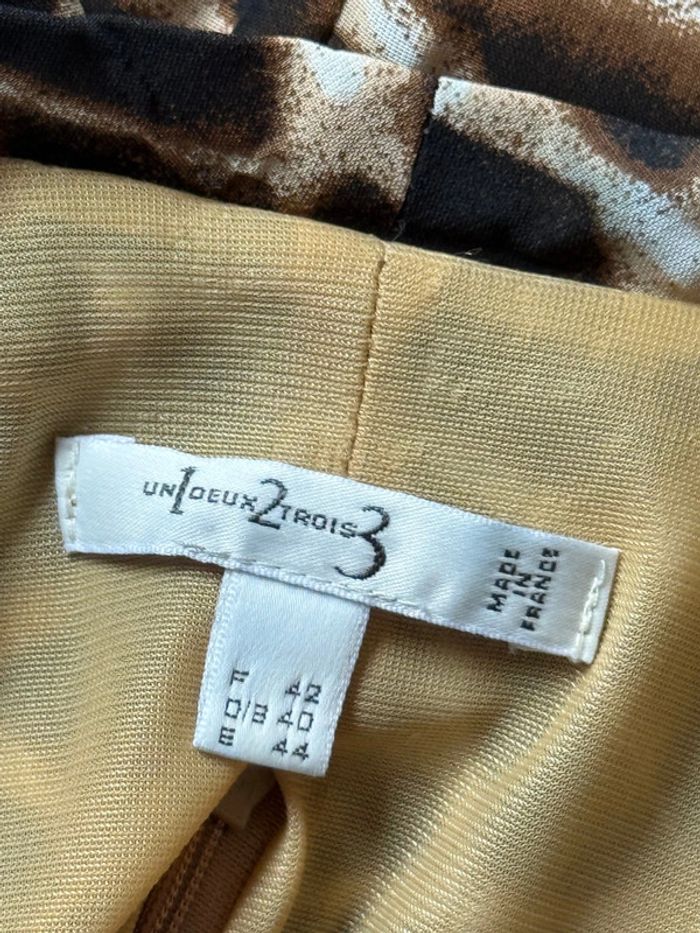 UN1DEUX2TROIS3
MADE
IN
FRANCE
F 42
D/B 40
E 44